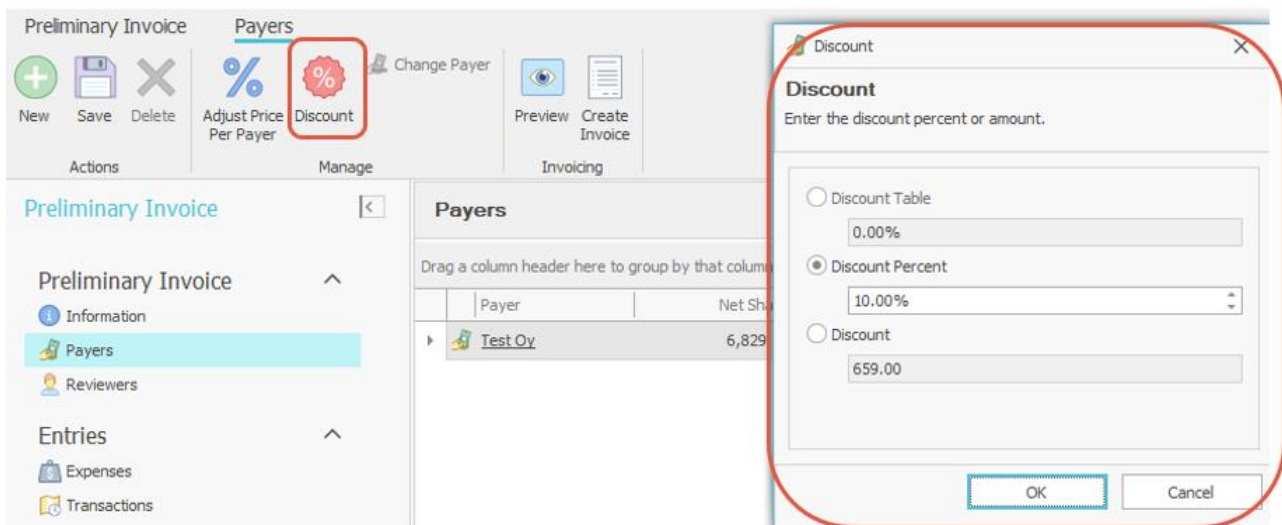 Preliminary Invoice Payers
New Save Delete Adjust Price Per Payer Discount Change Payer Preview Create Invoice
Actions Manage Invoicing
Preliminary Invoice
Preliminary Invoice
Information
Payers
Reviewers
Entries
Expenses
Transactions
Payers
Drag a column header here to group by that
Payer Net
Test Oy 6,829
Discount
Discount
Enter the discount percent or amount.
Discount Table
0.00%
Discount Percent
10.00%
Discount
659.00
OK Cancel